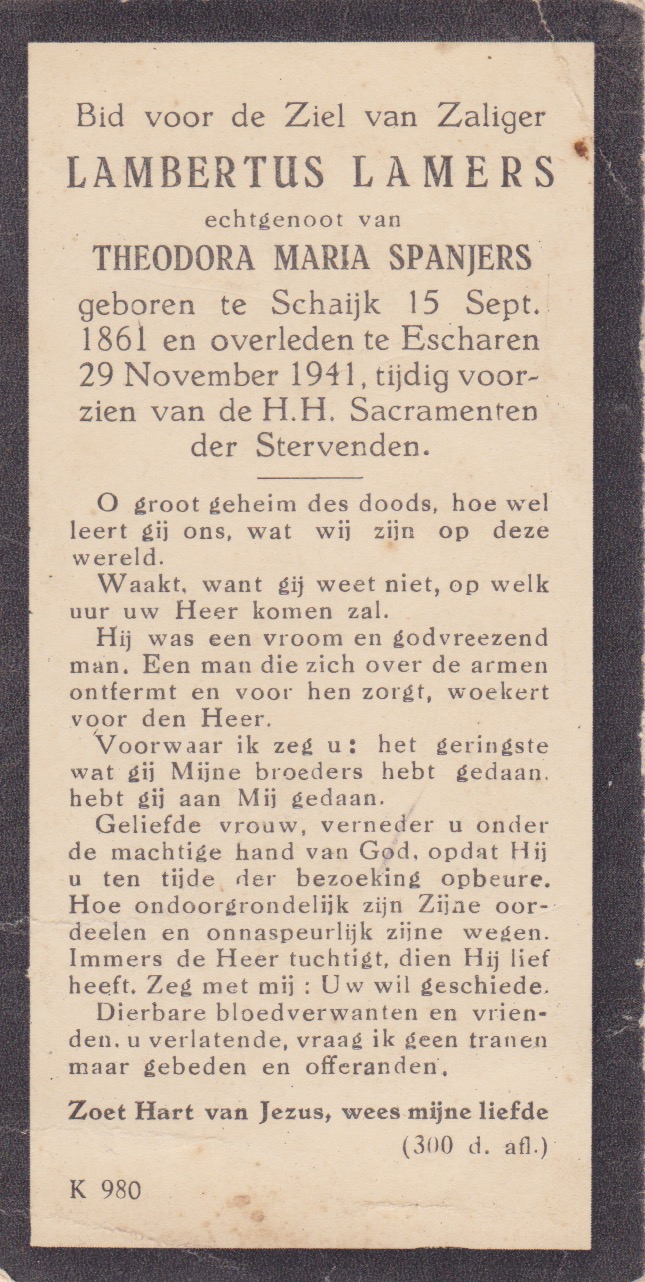 Bid voor de Ziel van Zaliger
LAMBERTUS LAMERS
echtgenoot van
THEODORA MARIA SPANJERS
geboren te Schaijk 15 Sept.
1861 en overleden te Escharen
29 November 1941, tijdig voor-
zien van de H.H. Sacramenten
der Stervenden.
O groot geheim des doods, hoe wel
leert gij ons, wat wij zijn op deze
wereld.
Waakt, want gij weet niet, op welk
uur uw Heer komen zal.
Hij was een vroom en godvreezend
man. Een man die zich over de armen
ontfermt en voor hen zorgt, woekert
voor den Heer.
Voorwaar ik zeg u: het geringste
wat gij Mijne broeders hebt gedaan,
hebt gij aan Mij gedaan.
Geliefde vrouw, verneder u onder
de machtige hand van God, opdat Hij
u ten tijde der bezoeking opbeure.
Hoe ondoorgrondelijk zijn Zijne oor-
deelen en onnaspeurlijk zijne wegen.
Immers de Heer tuchtigt, dien Hij lief
heeft. Zeg met mij : Uw wil geschiede.
Dierbare bloedverwanten en vrien-
den, u verlatende, vraag ik geen tranen
maar gebeden en offeranden.
Zoet Hart van Jezus, wees mijne liefde
(300 d. afl.)
K 980